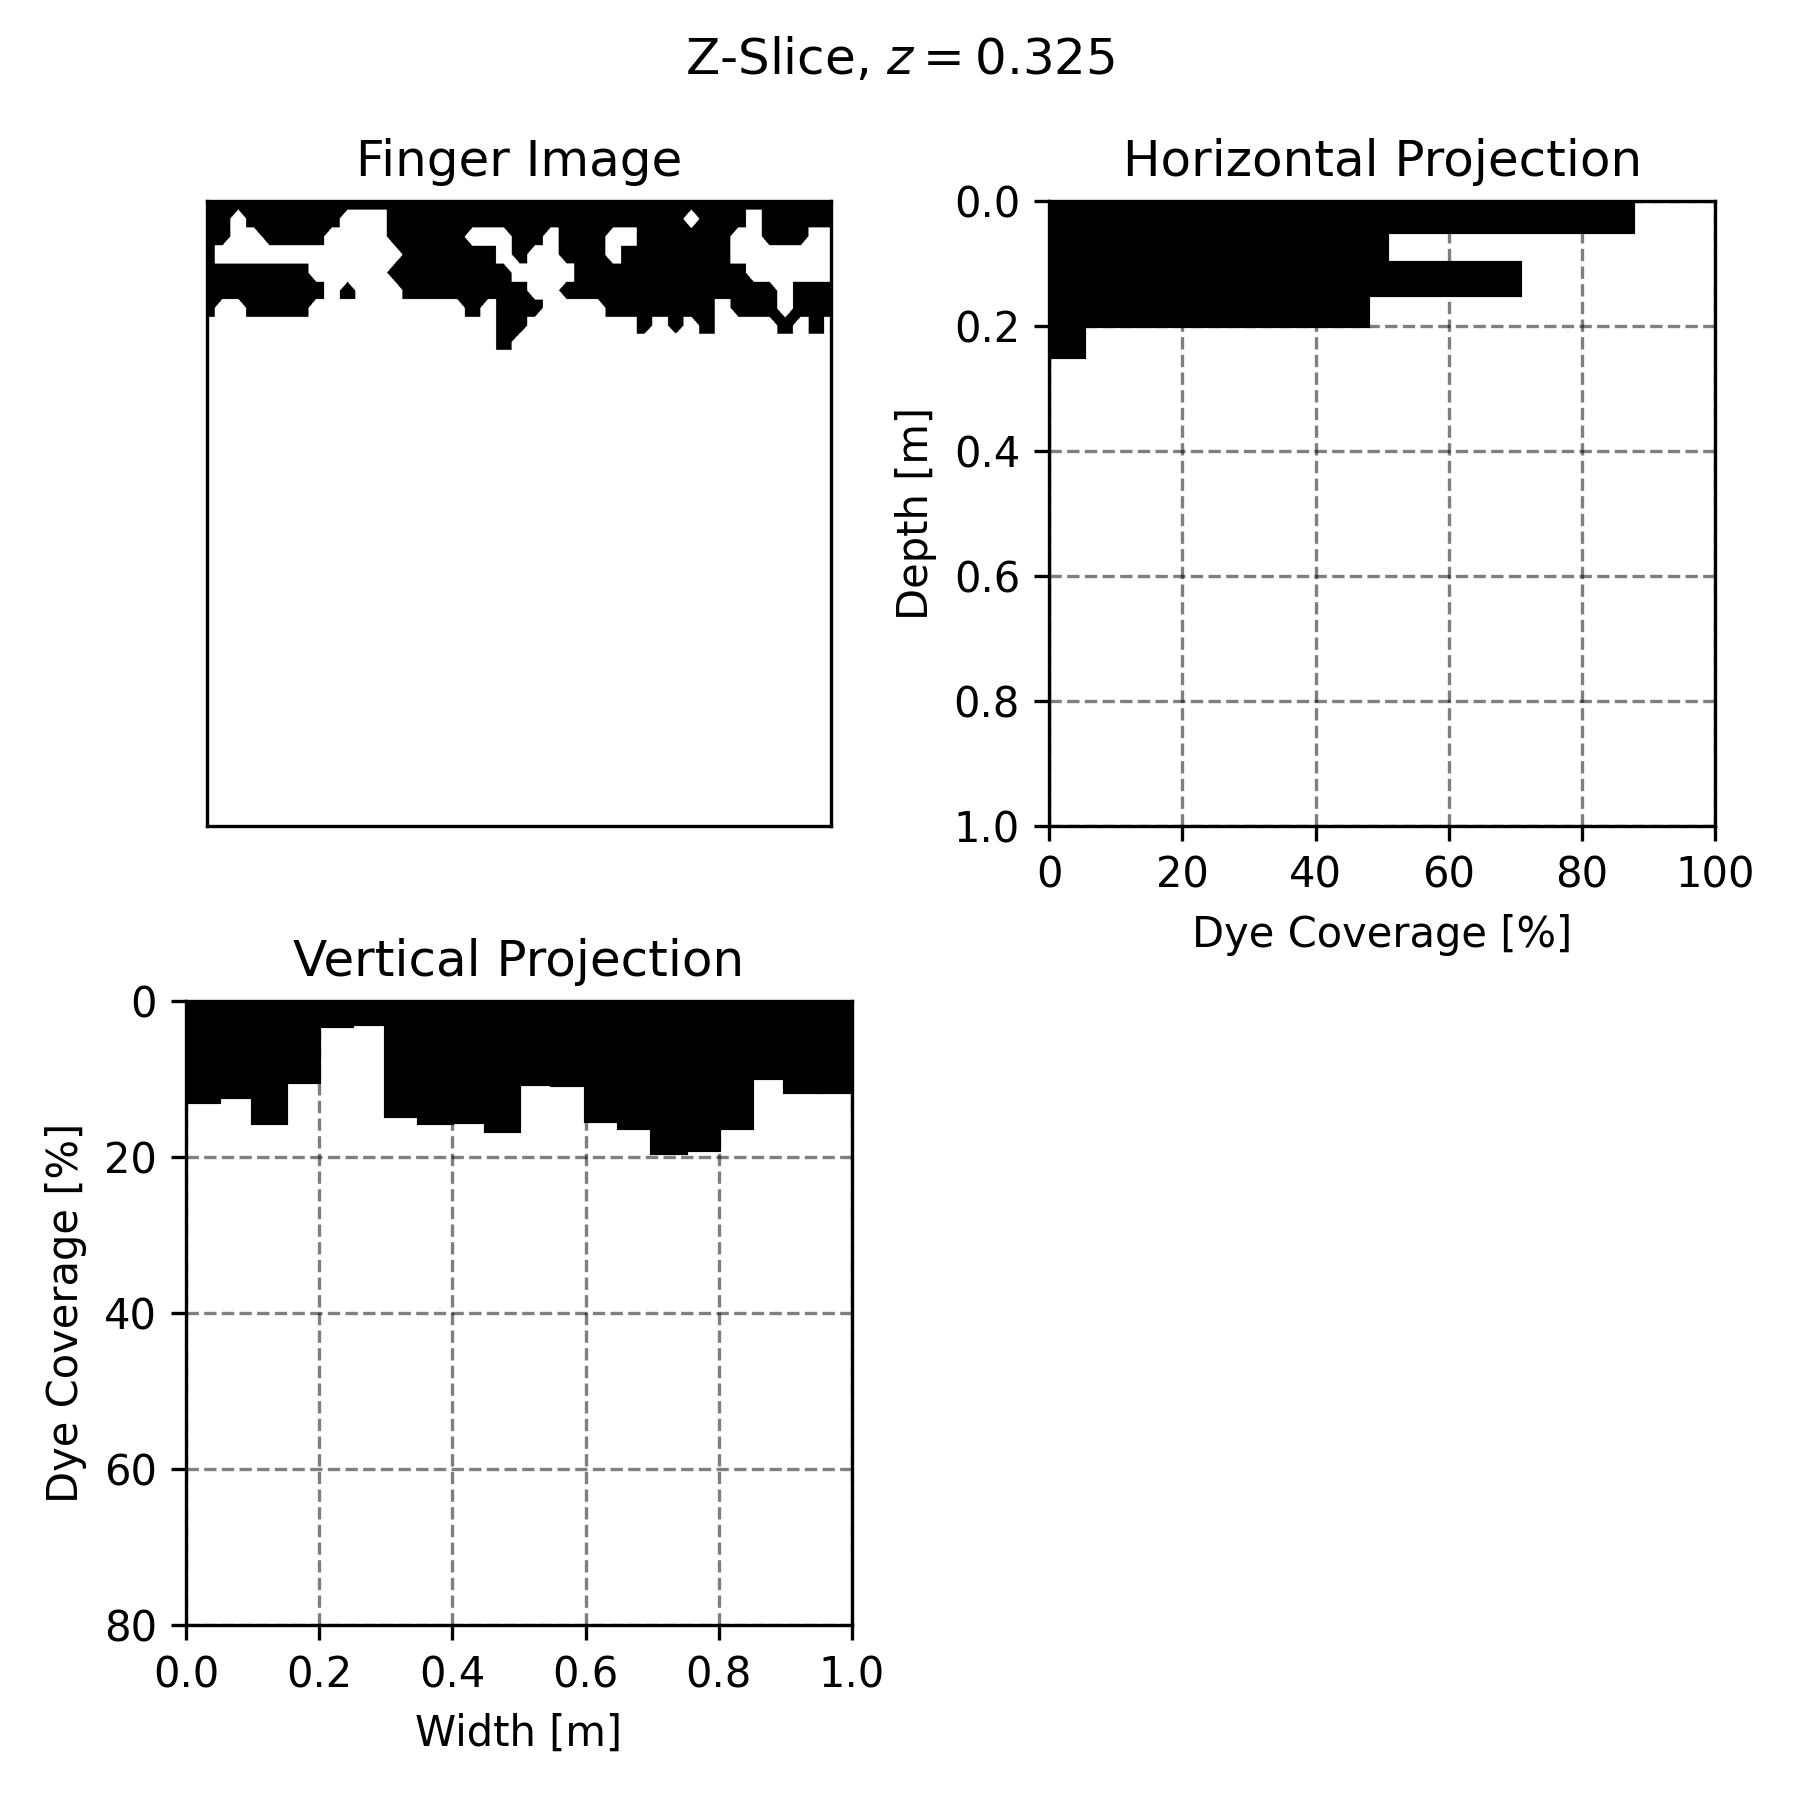 Z-Slice, z = 0.325
Finger Image
Horizontal Projection
0.0
0.2
0.4
0.6
0.8
1.0
Depth [m]
0 20 40 60 80 100
Dye Coverage [%]
Vertical Projection
0
20
40
60
80
Dye Coverage [%]
0.0 0.2 0.4 0.6 0.8 1.0
Width [m]